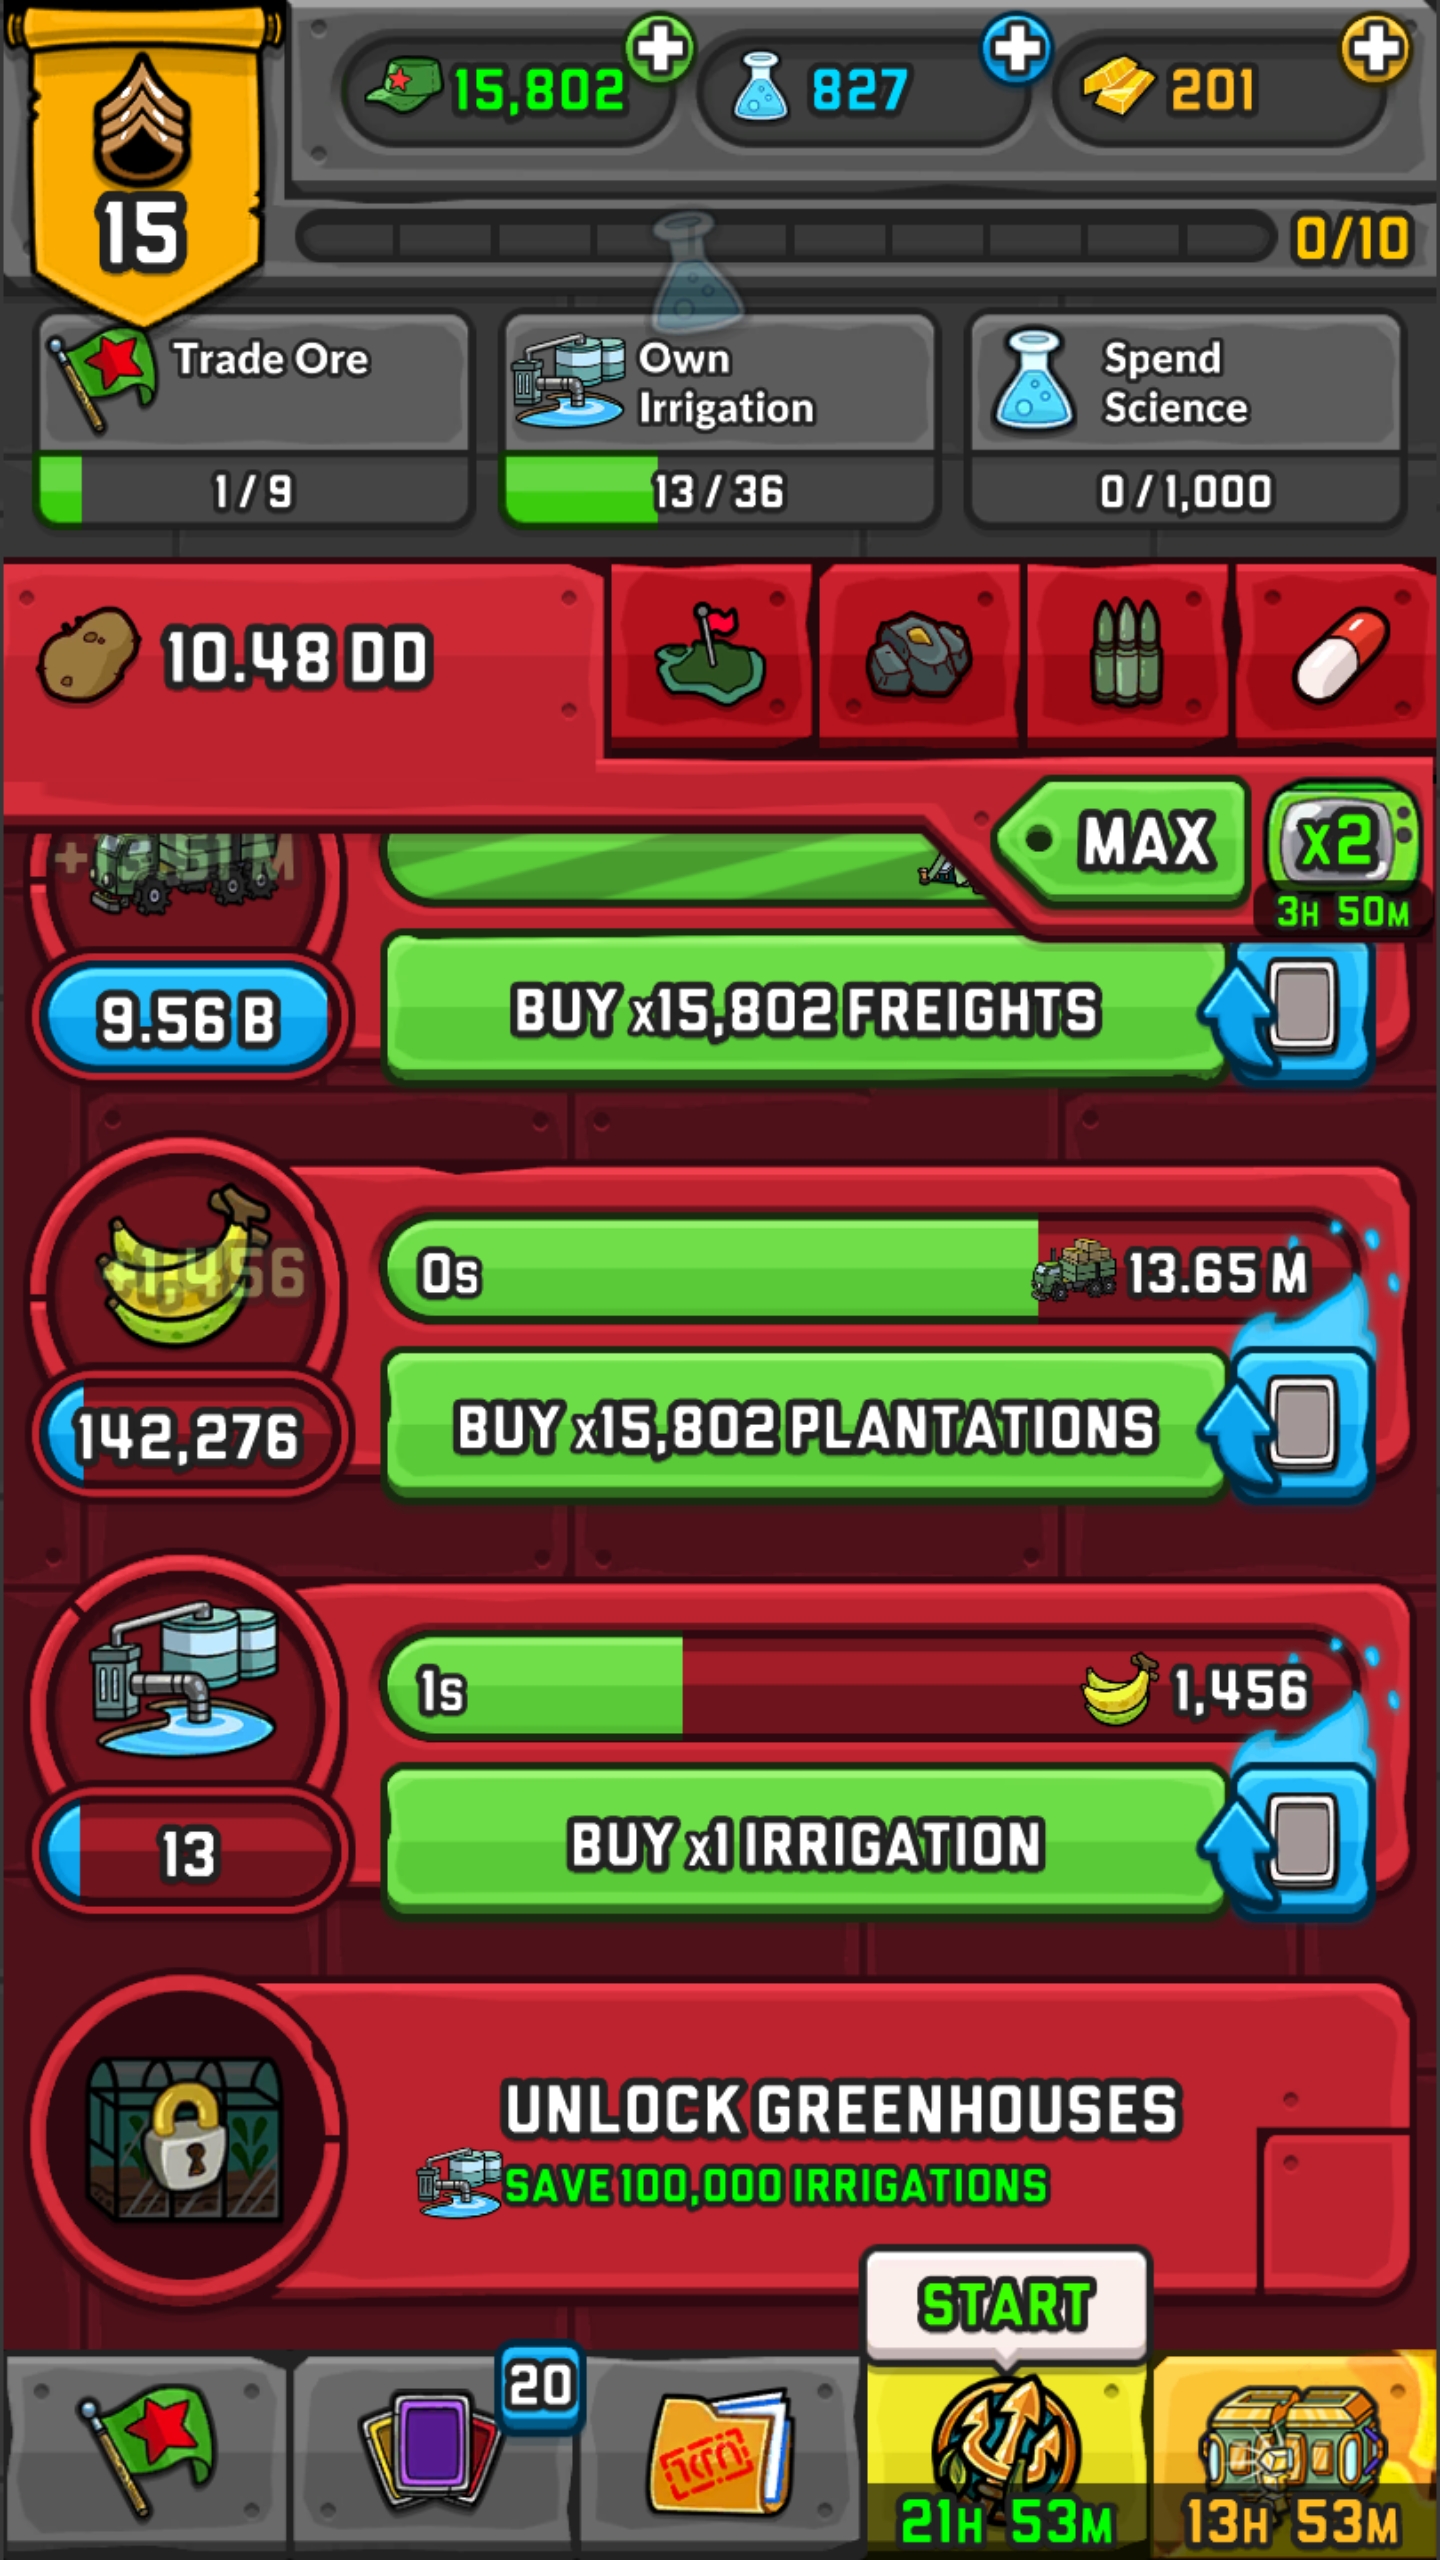 15,802
827
201
15
0/10
Trade Ore
Own
Irrigation
Spend
Science
1/9
13/36
0/1,000
10.48 DD
MAX
x2
3H 50M
9.56 B
BUY x15,802 FREIGHTS
+1,456
0s
13.65 M
142,276
BUY x15,802 PLANTATIONS
1s
1,456
13
BUY x1 IRRIGATION
UNLOCK GREENHOUSES
SAVE 100,000 IRRIGATIONS
START
20
21H 53M
13H 53M